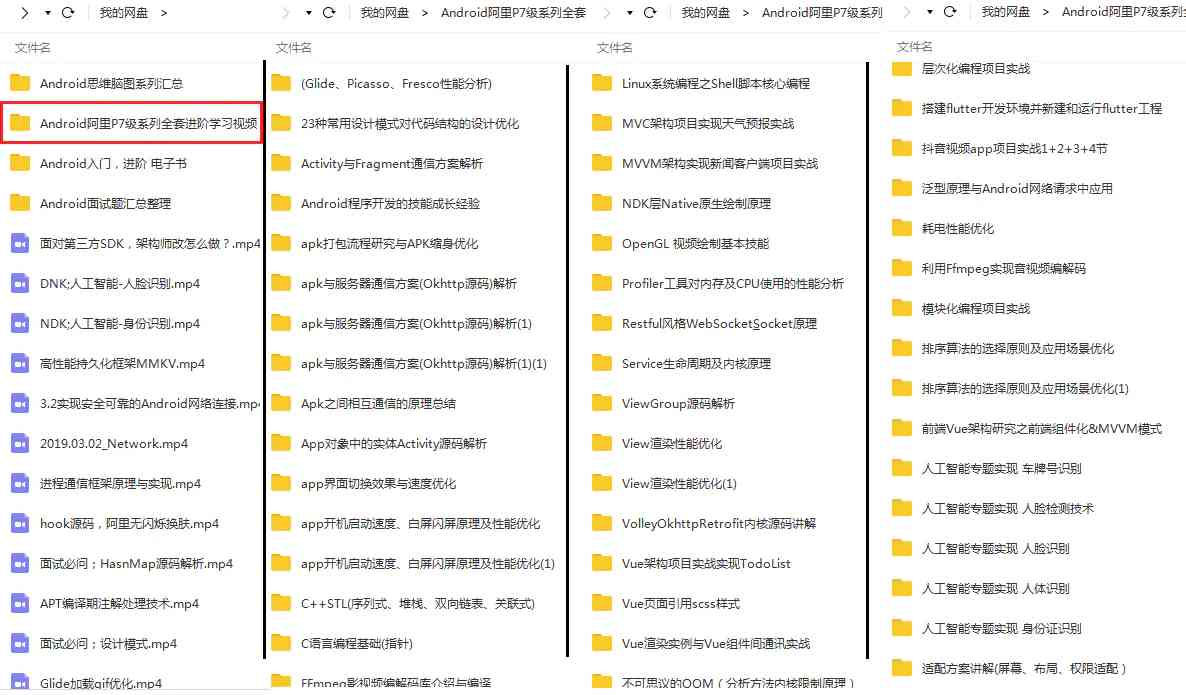 我的网盘 >
文件名
Android思维脑图系列汇总
Android阿里P7级系列全套进阶学习视频
Android入门，进阶 电子书
Android面试题汇总整理
面对第三方SDK，架构师改怎么做？.mp4
DNK;人工智能-人脸识别.mp4
NDK;人工智能-身份识别.mp4
高性能持久化框架MMKV.mp4
3.2实现安全可靠的Android网络连接.mp4
2019.03.02_Network.mp4
进程通信框架原理与实现.mp4
hook源码，阿里无闪烁换肤.mp4
面试必问；HasnMap源码解析.mp4
APT编译期注解处理技术.mp4
面试必问；设计模式.mp4
Glide加载gif优化.mp4
我的网盘 > Android阿里P7级系列全套
文件名
(Glide、Picasso、Fresco性能分析)
23种常用设计模式对代码结构的设计优化
Activity与Fragment通信方案解析
Android程序开发的技能成长经验
apk打包流程研究与APK缩身优化
apk与服务器通信方案(Okhttp源码)解析
apk与服务器通信方案(Okhttp源码)解析(1)
apk与服务器通信方案(Okhttp源码)解析(1)(1)
Apk之间相互通信的原理总结
App对象中的实体Activity源码解析
app界面切换效果与速度优化
app开机启动速度、白屏闪屏原理及性能优化
app开机启动速度、白屏闪屏原理及性能优化(1)
C++STL(序列式、堆栈、双向链表、关联式)
C语言编程基础(指针)
FFmpeg影视频编解码库介绍与编译
我的网盘 > Android阿里P7级系列
文件名
Linux系统编程之Shell脚本核心编程
MVC架构项目实现天气预报实战
MVVM架构实现新闻客户端项目实战
NDK层Native原生绘制原理
OpenGL 视频绘制基本技能
Profiler工具对内存及CPU使用的性能分析
Restful风格WebSocketSocket原理
Service生命周期及内核原理
ViewGroup源码解析
View渲染性能优化
View渲染性能优化(1)
VolleyOkhttpRetrofit内核源码讲解
Vue架构项目实战实现TodoList
Vue页面引用scss样式
Vue渲染实例与Vue组件间通讯实战
不可思议的OOM（分析方法内核限制原理）
我的网盘 > Android阿里P7级系列全
文件名
层次化编程项目实战
搭建flutter开发环境并新建和运行flutter工程
抖音视频app项目实战1+2+3+4节
泛型原理与Android网络请求中应用
耗电性能优化
利用Ffmpeg实现音视频编解码
模块化编程项目实战
排序算法的选择原则及应用场景优化
排序算法的选择原则及应用场景优化(1)
前端Vue架构研究之前端组件化&MVVM模式
人工智能专题实现 车牌号识别
人工智能专题实现 人脸检测技术
人工智能专题实现 人脸识别
人工智能专题实现 人体识别
人工智能专题实现 身份证识别
适配方案讲解(屏幕、布局、权限适配）